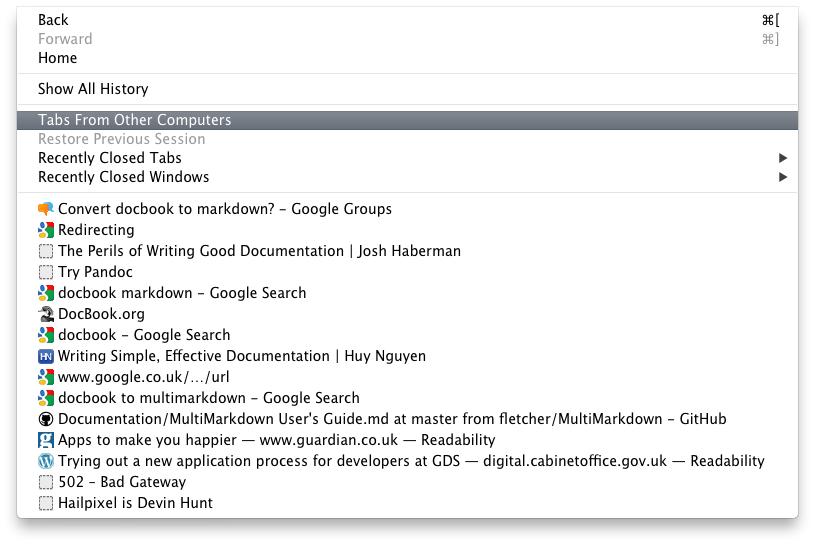 Back ⌘[
Forward ⌘]
Home
Show All History
Tabs From Other Computers
Restore Previous Session
Recently Closed Tabs
Recently Closed Windows
Convert docbook to markdown? – Google Groups
Redirecting
The Perils of Writing Good Documentation | Josh Haberman
Try Pandoc
docbook markdown – Google Search
DocBook.org
docbook – Google Search
HN Writing Simple, Effective Documentation | Huy Nguyen
www.google.co.uk/…/url
docbook to multimarkdown – Google Search
Documentation/MultiMarkdown User's Guide.md at master from fletcher/MultiMarkdown – GitHub
Apps to make you happier — www.guardian.co.uk — Readability
Trying out a new application process for developers at GDS — digital.cabinetoffice.gov.uk — Readability
502 – Bad Gateway
Hailpixel is Devin Hunt